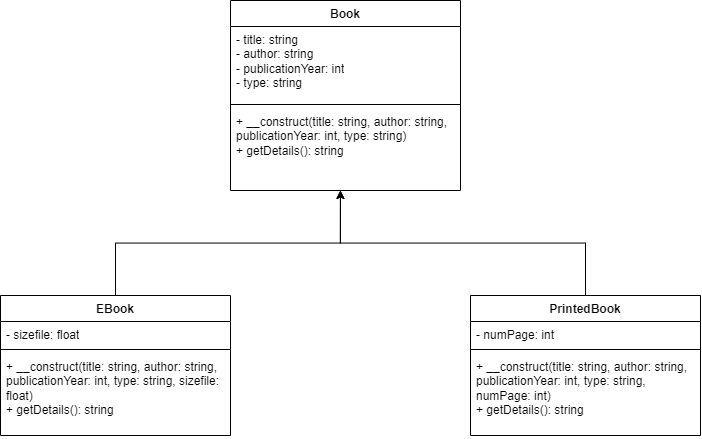 Book
- title: string
- author: string
- publicationYear: int
- type: string
+ __construct(title: string, author: string,
publicationYear: int, type: string)
+ getDetails(): string
EBook
- sizefile: float
+ __construct(title: string, author: string,
publicationYear: int, type: string, sizefile:
float)
+ getDetails(): string
PrintedBook
- numPage: int
+ __construct(title: string, author: string,
publicationYear: int, type: string,
numPage: int)
+ getDetails(): string